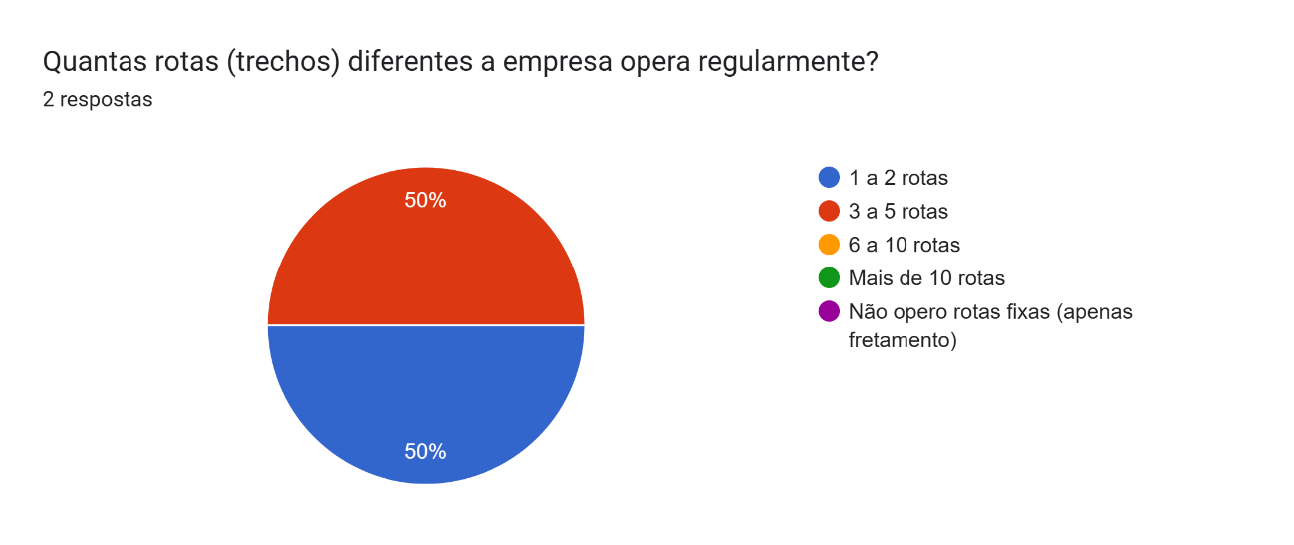 Quantas rotas (trechos) diferentes a empresa opera regularmente?
2 respostas
50%
50%
1 a 2 rotas
3 a 5 rotas
6 a 10 rotas
Mais de 10 rotas
Não opero rotas fixas (apenas
fretamento)